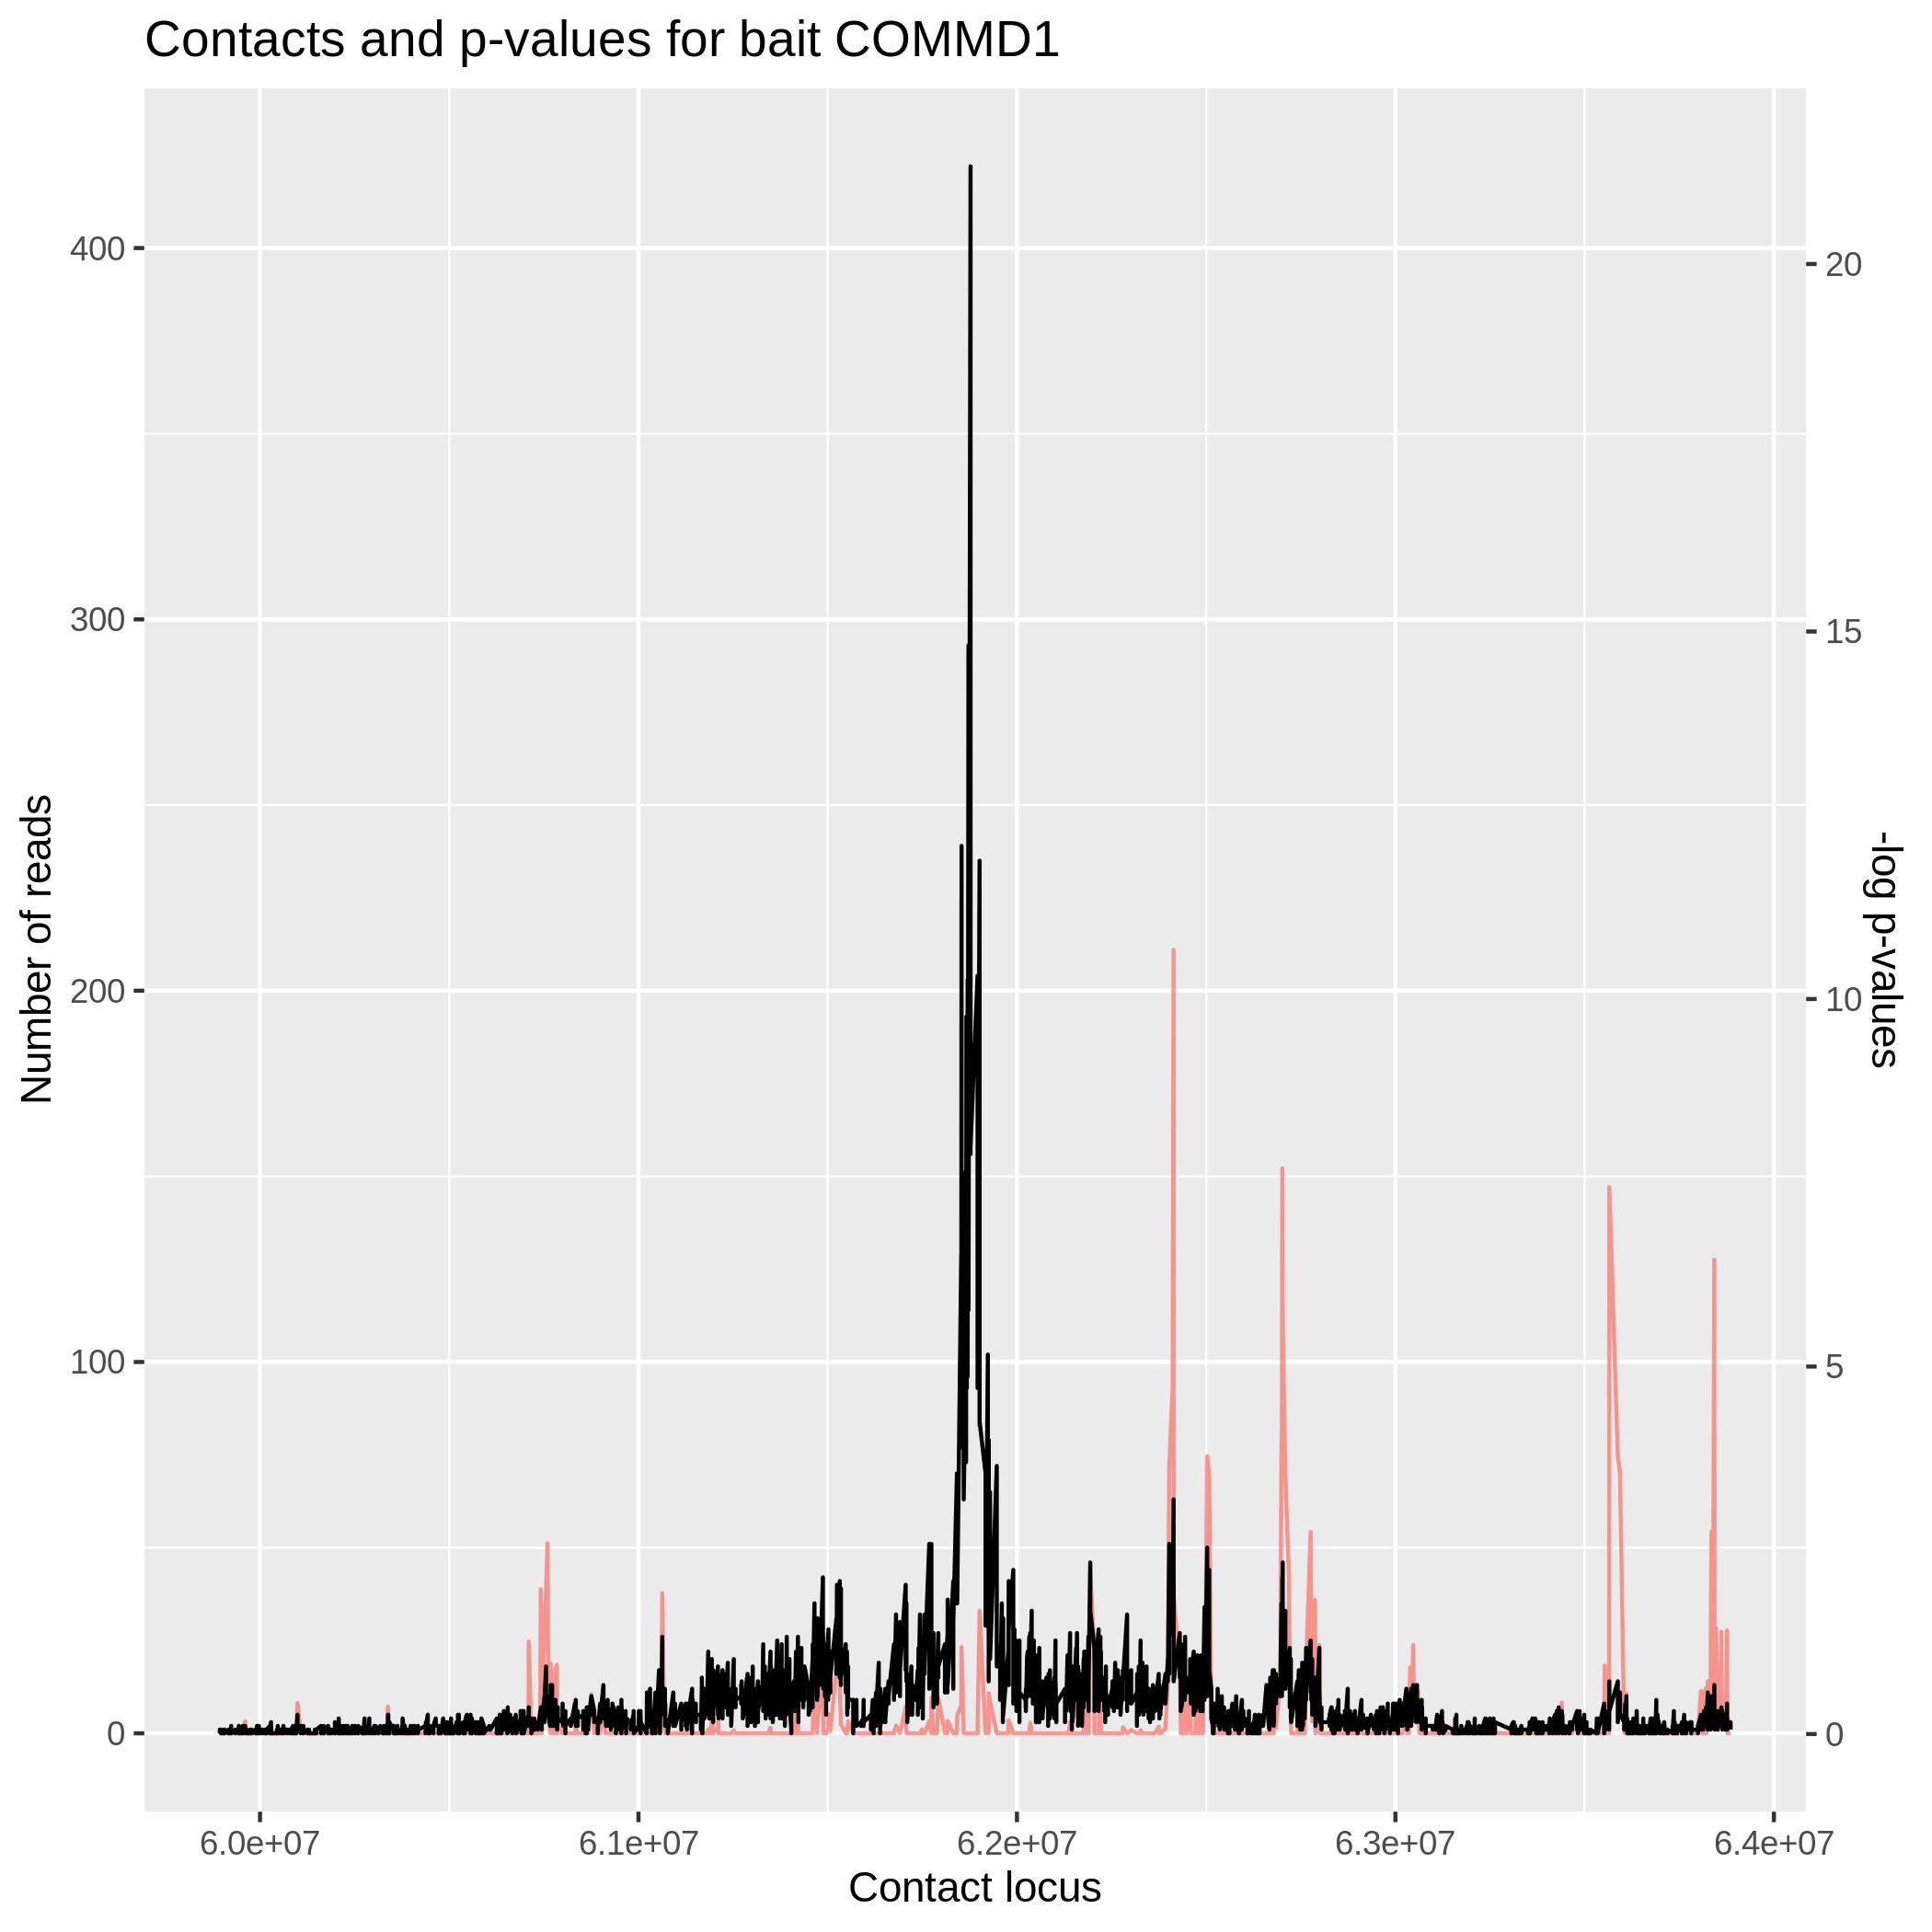 Contacts and p-values for bait COMMD1
400
300
200
100
0
Number of reads
20
15
10
5
0
-log p-values
6.0e+07
6.1e+07
6.2e+07
6.3e+07
6.4e+07
Contact locus